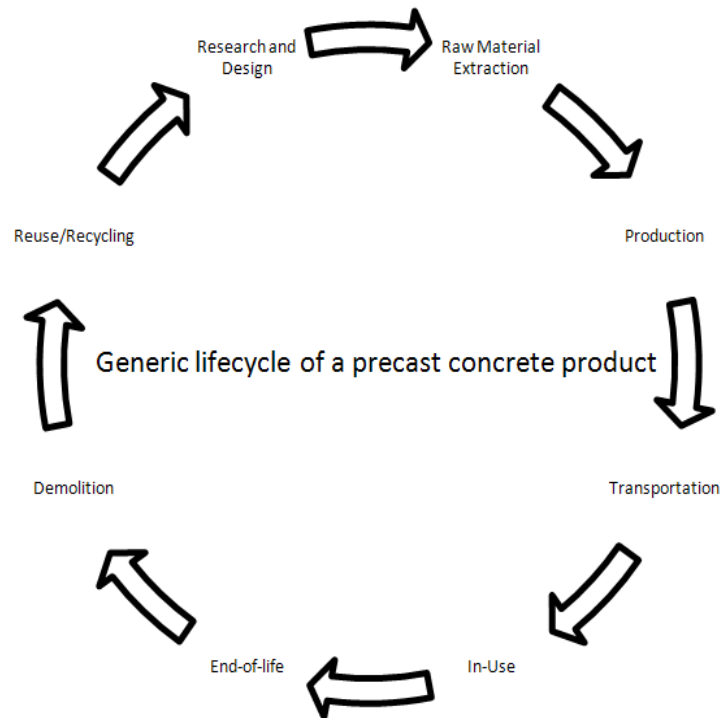 Research and
Design
Raw Material
Extraction
Production
Transportation
In-Use
End-of-life
Demolition
Reuse/Recycling
Generic lifecycle of a precast concrete product